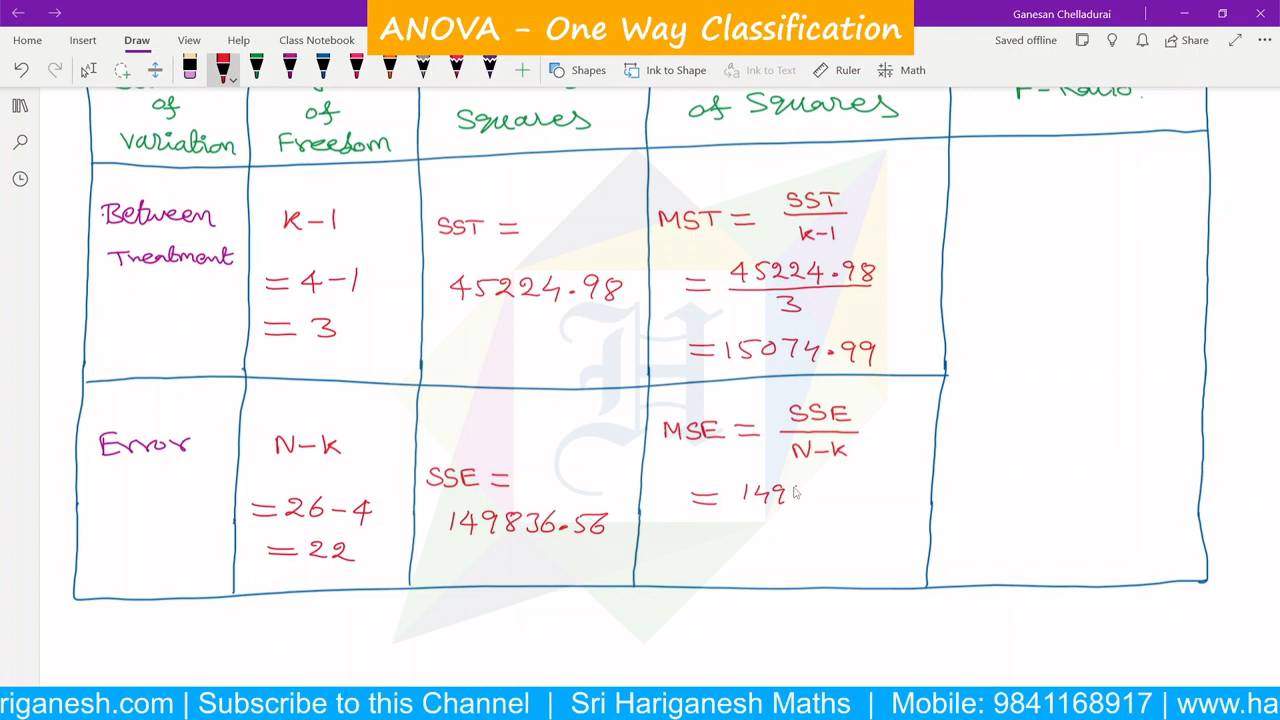 ANOVA - One Way Classification
Ganesan Chelladurai
Home Insert Draw View Help Class Notebook
Saved offline
Share
Shapes
Ink to Shape
Ink to Text
Ruler
Math
of
Variation
of
Freedom
Squares
of Squares
F-Ratio.
Between
Treatment
K-1
= 4-1
= 3
SST =
45224.98
MST = SST / K-1
= 45224.98 / 3
= 15074.99
Error
N-K
= 26-4
= 22
SSE =
149836.56
MSE = SSE / N-K
= 149
H
riganesh.com | Subscribe to this Channel | Sri Hariganesh Maths | Mobile: 9841168917 | www.ha